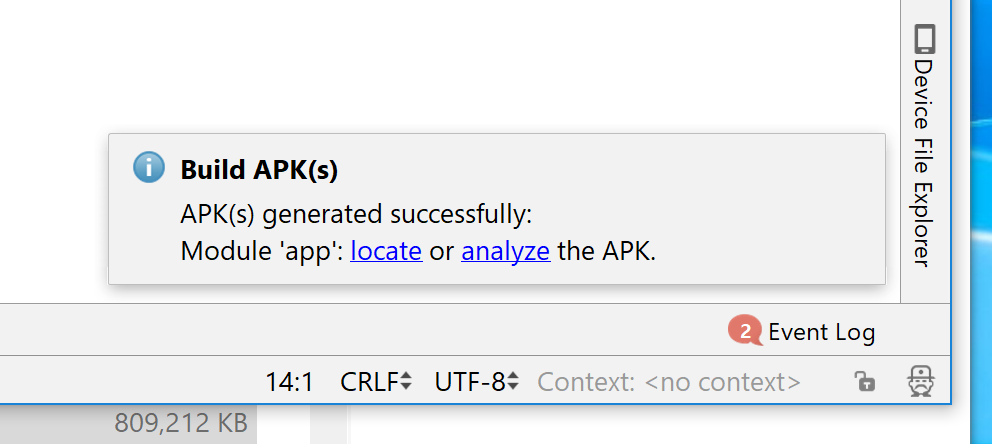 Device File Explorer
Build APK(s)
APK(s) generated successfully:
Module 'app': locate or analyze the APK.
2 Event Log
14:1 CRLF UTF-8 Context: <no context>
809,212 KB